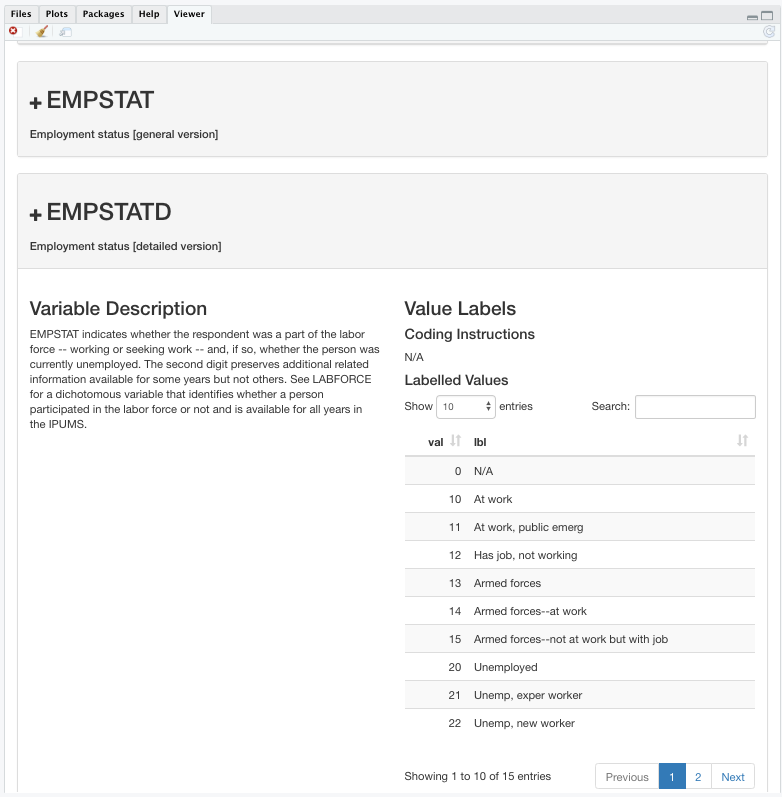 Files Plots Packages Help Viewer
+ EMPSTAT
Employment status [general version]
+ EMPSTATD
Employment status [detailed version]
Variable Description
EMPSTAT indicates whether the respondent was a part of the labor
force -- working or seeking work -- and, if so, whether the person was
currently unemployed. The second digit preserves additional related
information available for some years but not others. See LABFORCE
for a dichotomous variable that identifies whether a person
participated in the labor force or not and is available for all years in
the IPUMS.
Value Labels
Coding Instructions
N/A
Labelled Values
Show 10 entries Search:
val lbl
0 N/A
10 At work
11 At work, public emerg
12 Has job, not working
13 Armed forces
14 Armed forces--at work
15 Armed forces--not at work but with job
20 Unemployed
21 Unemp, exper worker
22 Unemp, new worker
Showing 1 to 10 of 15 entries Previous 1 2 Next